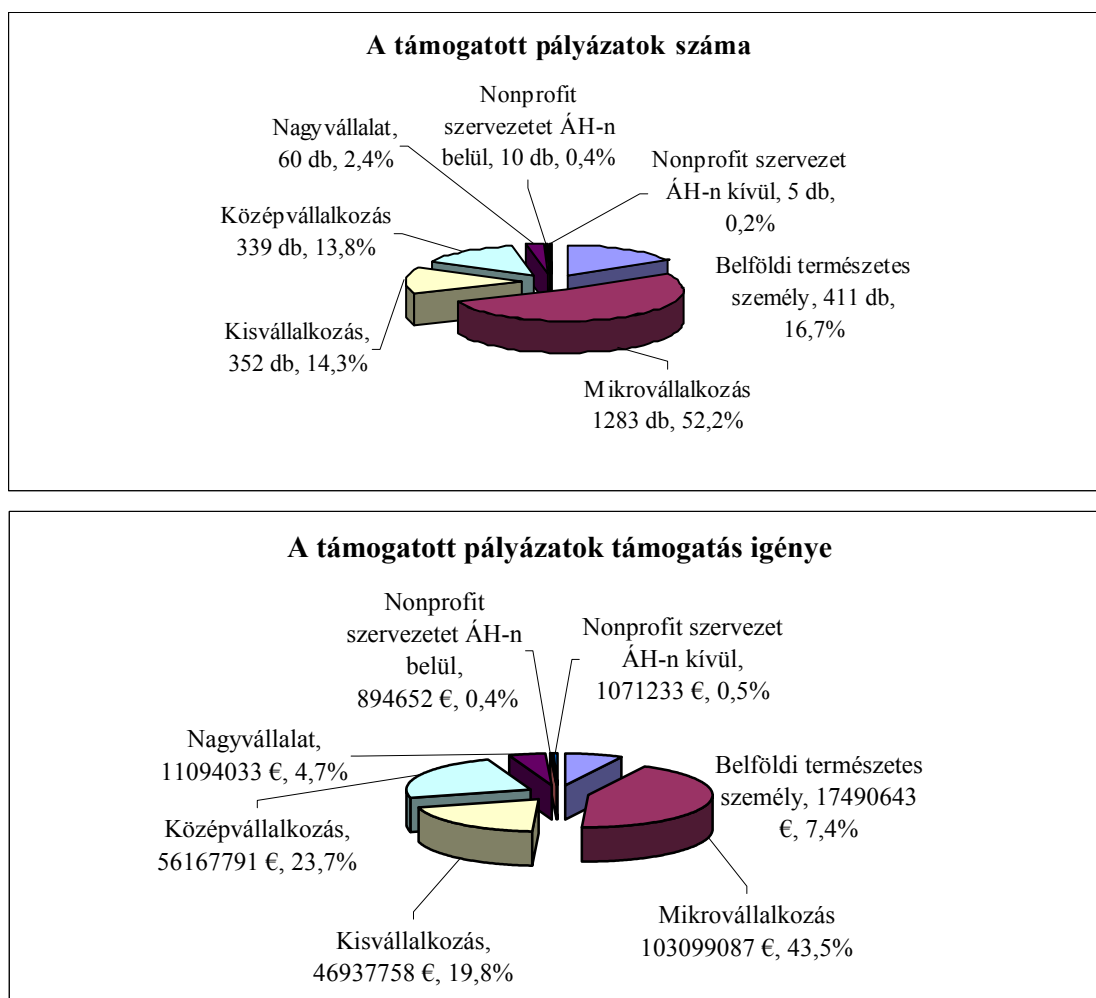 A támogatott pályázatok száma
Nonprofit
szervezetet ÁH-n
belül, 10 db, 0,4%
Nagyvállalat,
60 db, 2,4%
Nonprofit szervezet
ÁH-n kívül, 5 db,
0,2%
Középvállalkozás
339 db, 13,8%
Belföldi természetes
személy, 411 db,
16,7%
Kisvállalkozás,
352 db, 14,3%
Mikrovállalkozás
1283 db, 52,2%
A támogatott pályázatok támogatás igénye
Nonprofit
szervezetet ÁH-n
belül,
894652 €, 0,4%
Nonprofit szervezet
ÁH-n kívül,
1071233 €, 0,5%
Nagyvállalat,
11094033 €, 4,7%
Belföldi természetes
személy, 17490643
€, 7,4%
Középvállalkozás,
56167791 €, 23,7%
Mikrovállalkozás
103099087 €, 43,5%
Kisvállalkozás,
46937758 €, 19,8%